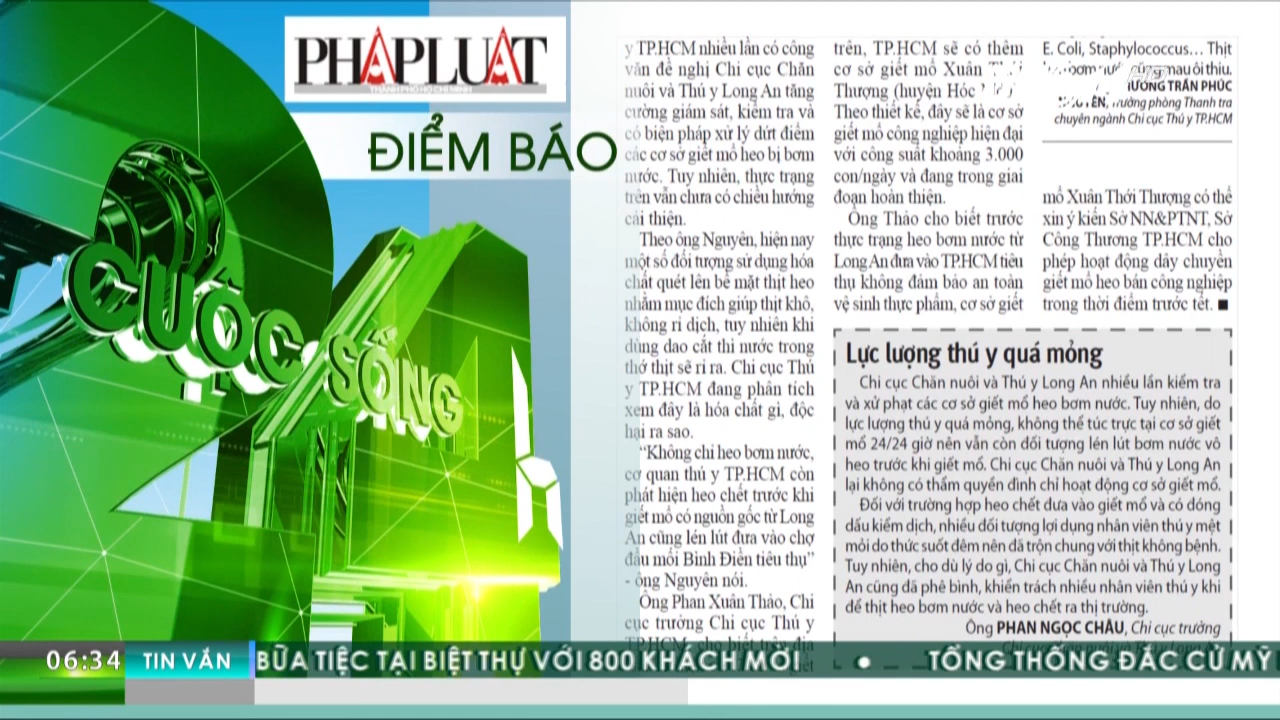 PHÁP LUẬT
THÀNH PHỐ HỒ CHÍ MINH
ĐIỂM BÁO
CUỘC SỐNG
24h
y TP.HCM nhiều lần có công
văn đề nghị Chi cục Chăn
nuôi và Thú y Long An tăng
cường giám sát, kiểm tra và
có biện pháp xử lý dứt điểm
các cơ sở giết mổ heo bị bơm
nước. Tuy nhiên, thực trạng
trên vẫn chưa có chiều hướng
cải thiện.
Theo ông Nguyên, hiện nay
một số đối tượng sử dụng hóa
chất quét lên bề mặt thịt heo
nhằm mục đích giúp thịt khô,
không rỉ dịch, tuy nhiên khi
dùng dao cắt thì nước trong
thớ thịt sẽ rỉ ra. Chi cục Thú
y TP.HCM đang phân tích
xem đây là hóa chất gì, độc
hại ra sao.
“Không chỉ heo bơm nước,
cơ quan thú y TP.HCM còn
phát hiện heo chết trước khi
giết mổ có nguồn gốc từ Long
An cũng lén lút đưa vào chợ
đầu mối Bình Điền tiêu thụ”
- ông Nguyên nói.
Ông Phan Xuân Thảo, Chi
cục trưởng Chi cục Thú y
TP.HCM, cho biết trên địa
trên, TP.HCM sẽ có thêm
cơ sở giết mổ Xuân Thới
Thượng (huyện Hóc
Theo thiết kế, đây sẽ là cơ sở
giết mổ công nghiệp hiện đại
với công suất khoảng 3.000
con/ngày và đang trong giai
đoạn hoàn thiện.
Ông Thảo cho biết trước
thực trạng heo bơm nước từ
Long An đưa vào TP.HCM tiêu
thụ không đảm bảo an toàn
vệ sinh thực phẩm, cơ sở giết
E. Coli, Staphylococcus... Thịt
bơm nước cũng mau ôi thiu.
TRẦN PHÚC
Trưởng phòng Thanh tra
chuyên ngành Chi cục Thú y TP.HCM
mổ Xuân Thới Thượng có thể
xin ý kiến Sở NN&PTNT, Sở
Công Thương TP.HCM cho
phép hoạt động dây chuyền
giết mổ heo bán công nghiệp
trong thời điểm trước tết. ■
Lực lượng thú y quá mỏng
Chi cục Chăn nuôi và Thú y Long An nhiều lần kiểm tra
và xử phạt các cơ sở giết mổ heo bơm nước. Tuy nhiên, do
lực lượng thú y quá mỏng, không thể túc trực tại cơ sở giết
mổ 24/24 giờ nên vẫn còn đối tượng lén lút bơm nước vô
heo trước khi giết mổ. Chi cục Chăn nuôi và Thú y Long An
lại không có thẩm quyền đình chỉ hoạt động cơ sở giết mổ.
Đối với trường hợp heo chết đưa vào giết mổ và có đóng
dấu kiểm dịch, nhiều đối tượng lợi dụng nhân viên thú y mệt
mỏi do thức suốt đêm nên đã trộn chung với thịt không bệnh.
Tuy nhiên, cho dù lý do gì, Chi cục Chăn nuôi và Thú y Long
An cũng đã phê bình, khiển trách nhiều nhân viên thú y khi
để thịt heo bơm nước và heo chết ra thị trường.
Ông PHAN NGỌC CHÂU, Chi cục trưởng
06:34 TIN VẮN BỮA TIỆC TẠI BIỆT THỰ VỚI 800 KHÁCH MỜI • TỔNG THỐNG ĐẮC CỬ MỸ